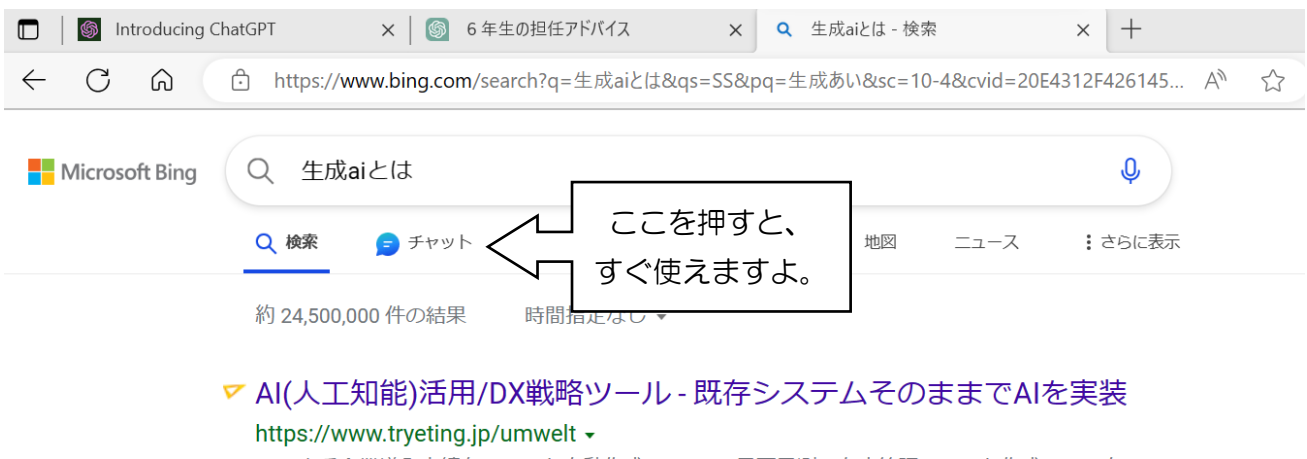 Introducing ChatGPT
6年生の担任アドバイス
生成aiとは - 検索
https://www.bing.com/search?q=生成aiとは&qs=SS&pq=生成あい&sc=10-4&cvid=20E4312F426145...
Microsoft Bing
生成aiとは
検索 チャット 地図 ニュース さらに表示
ここを押すと、
すぐ使えますよ。
約 24,500,000 件の結果 時間指定なし
AI(人工知能)活用/DX戦略ツール - 既存システムそのままでAIを実装
https://www.tryeting.jp/umwelt